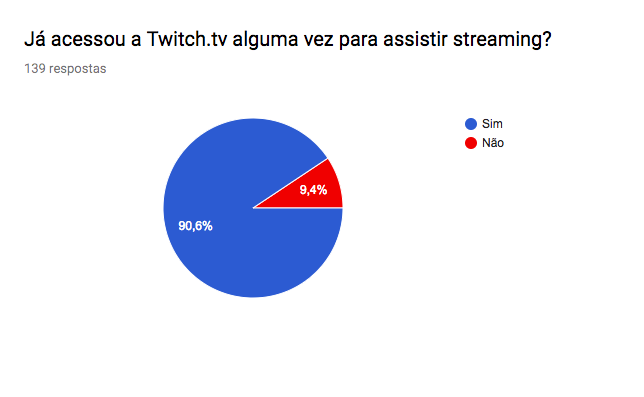 Já acessou a Twitch.tv alguma vez para assistir streaming?
139 respostas
Sim
Não
9,4%
90,6%